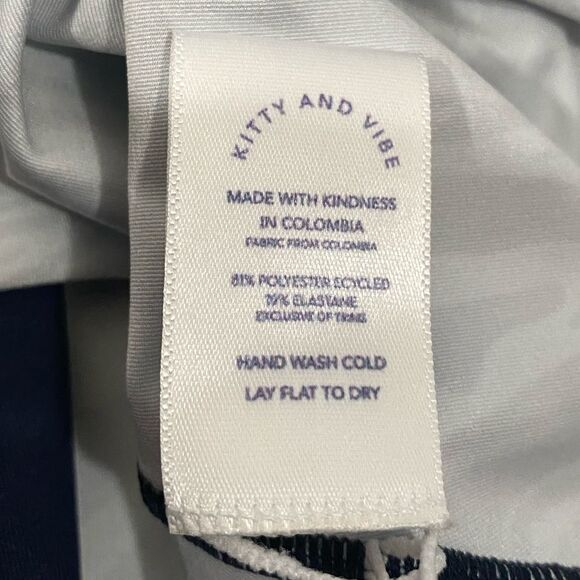 KITTY AND VIBE
MADE WITH KINDNESS
IN COLOMBIA
FABRIC FROM COLOMBIA
81% POLYESTER ECYCLED
19% ELASTANE
EXCLUSIVE OF TRIMS
HAND WASH COLD
LAY FLAT TO DRY